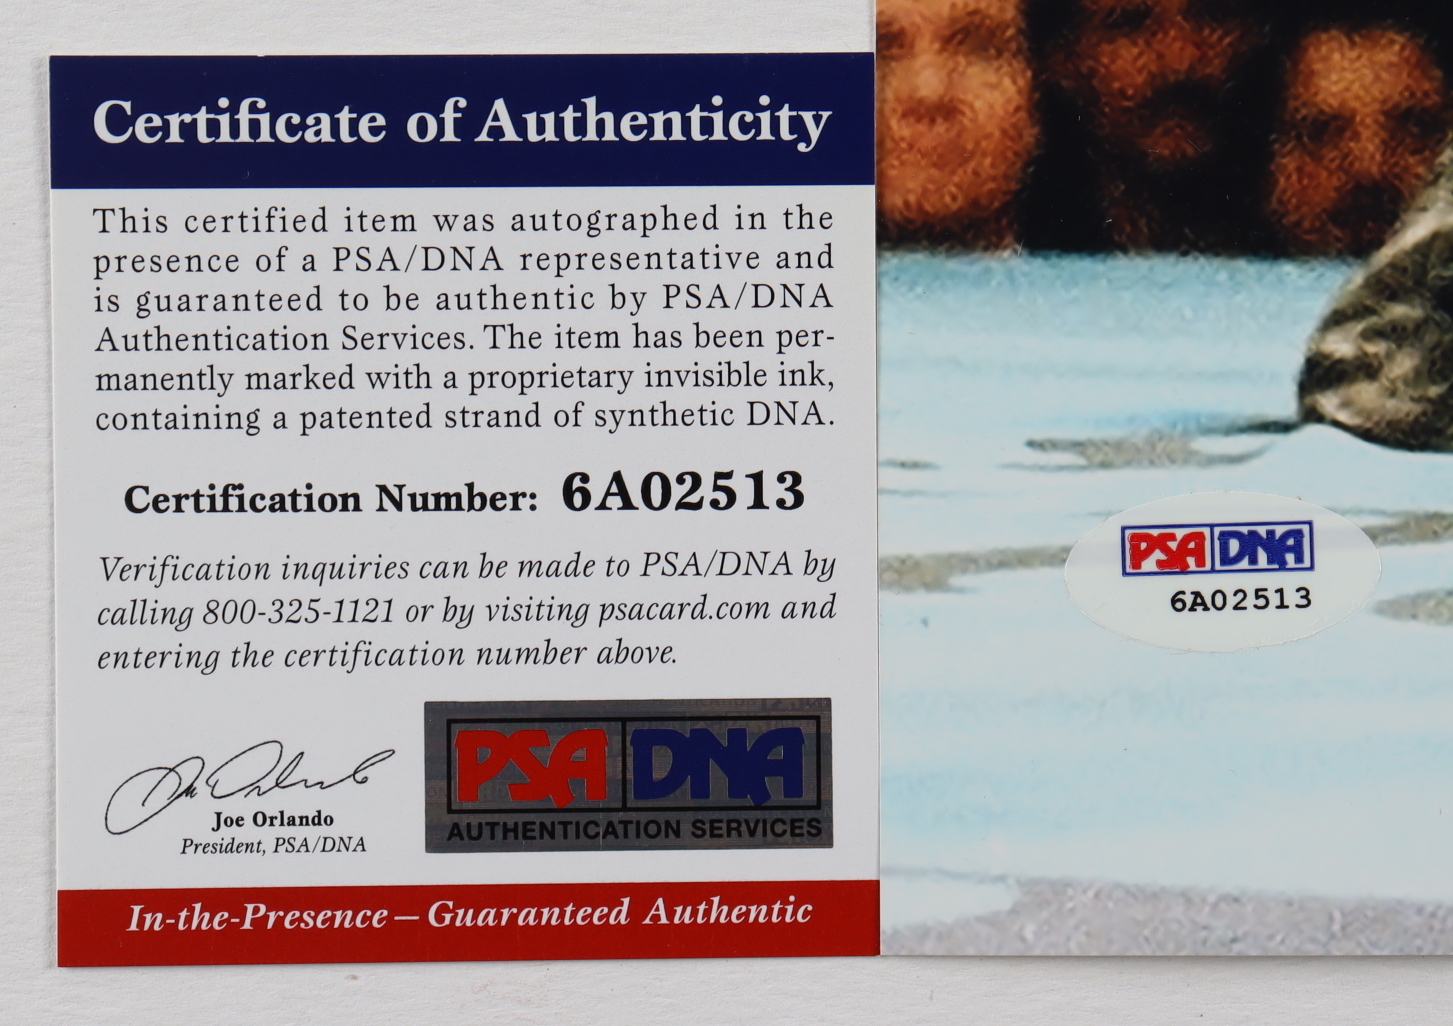 Certificate of Authenticity
This certified item was autographed in the
presence of a PSA/DNA representative and
is guaranteed to be authentic by PSA/DNA
Authentication Services. The item has been per-
manently marked with a proprietary invisible ink,
containing a patented strand of synthetic DNA.
Certification Number: 6A02513
Verification inquiries can be made to PSA/DNA by
calling 800-325-1121 or by visiting psacard.com and
entering the certification number above.
Joe Orlando
President, PSA/DNA
PSA DNA
AUTHENTICATION SERVICES
In-the-Presence – Guaranteed Authentic
PSA DNA
6A02513